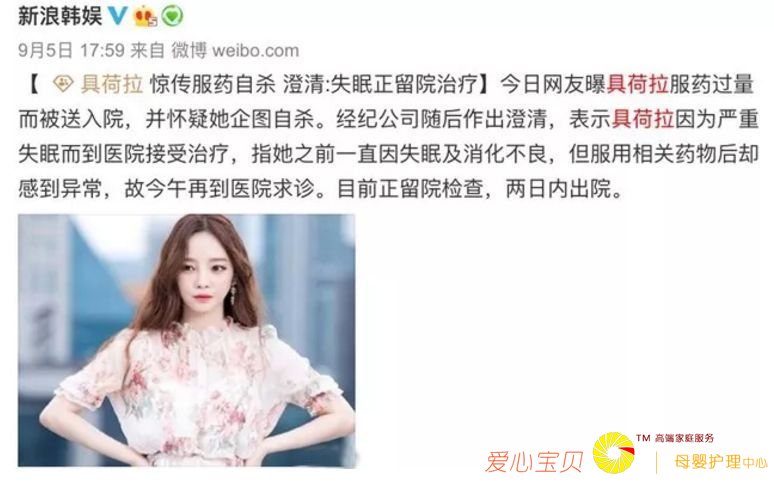 新浪韩娱
9月5日 17:59 来自 微博 weibo.com
【 具荷拉 惊传服药自杀 澄清:失眠正留院治疗】今日网友曝具荷拉服药过量
而被送入院，并怀疑她企图自杀。经纪公司随后作出澄清，表示具荷拉因为严重
失眠而到医院接受治疗，指她之前一直因失眠及消化不良，但服用相关药物后却
感到异常，故今午再到医院求诊。目前正留院检查，两日内出院。
爱心宝贝 TM 高端家庭服务 | 母婴护理中心